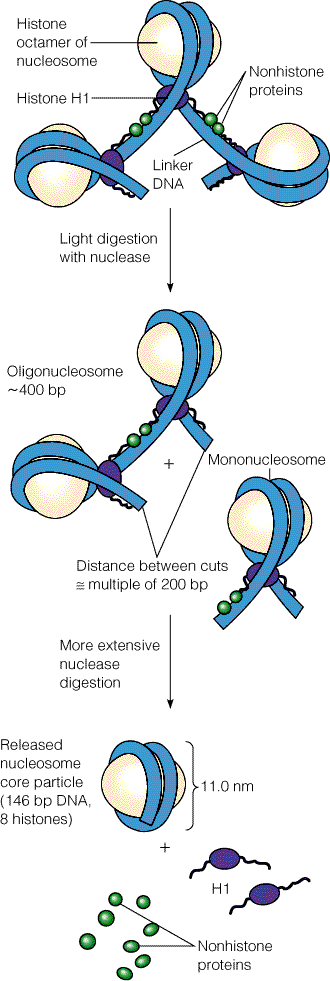 Histone
octamer of
nucleosome
Nonhistone
proteins
Histone H1
Linker
DNA
Light digestion
with nuclease
Oligonucleosome
~400 bp
Mononucleosome
+
Distance between cuts
≅ multiple of 200 bp
More extensive
nuclease
digestion
Released
nucleosome
core particle
(146 bp DNA,
8 histones)
11.0 nm
+
H1
Nonhistone
proteins